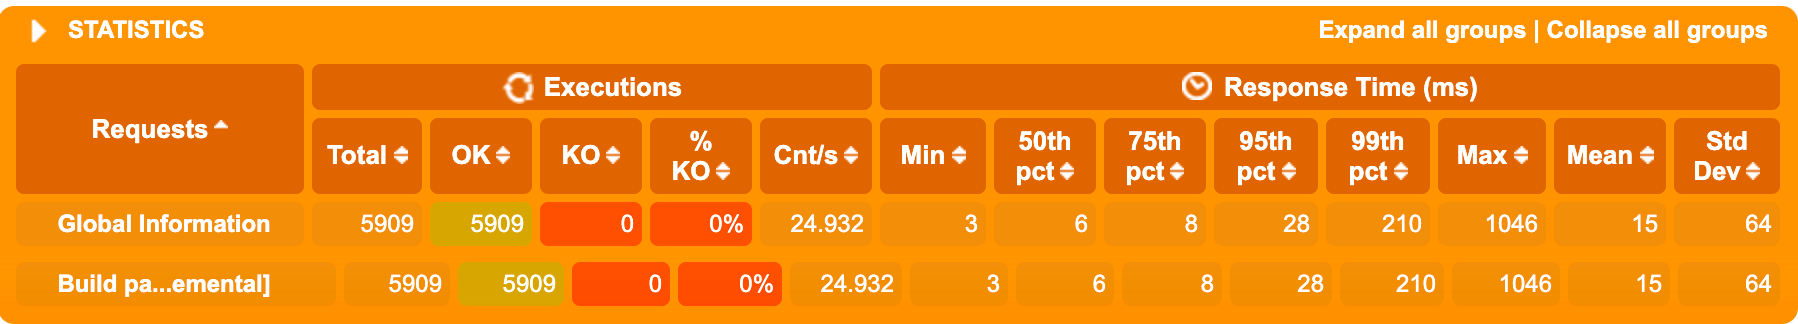 STATISTICS
Expand all groups | Collapse all groups
Requests
Executions
Response Time (ms)
Total OK KO % KO Cnt/s Min 50th pct 75th pct 95th pct 99th pct Max Mean Std Dev
Global Information 5909 5909 0 0% 24.932 3 6 8 28 210 1046 15 64
Build pa...emental] 5909 5909 0 0% 24.932 3 6 8 28 210 1046 15 64